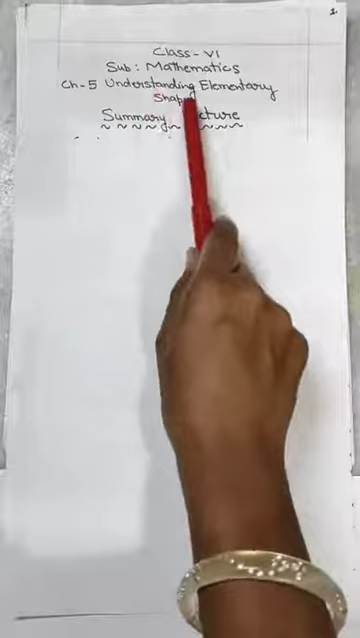 1.
Class - VI
Sub : Mathematics
Ch - 5 Understanding Elementary
Summary